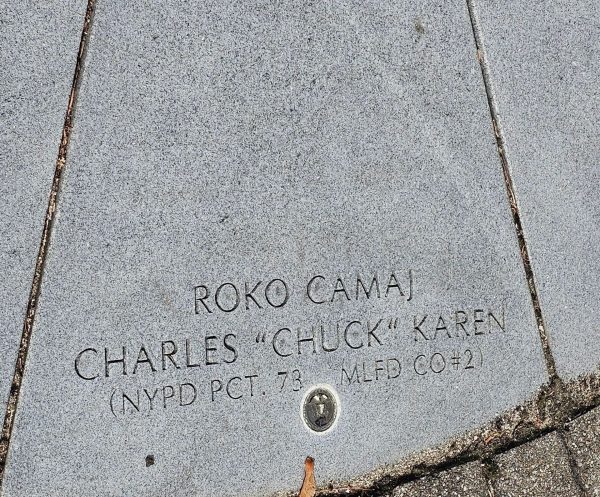 ROKO CAMAJ
CHARLES "CHUCK" KAREN
(NYPD PCT. 73 MLFD CO#2)